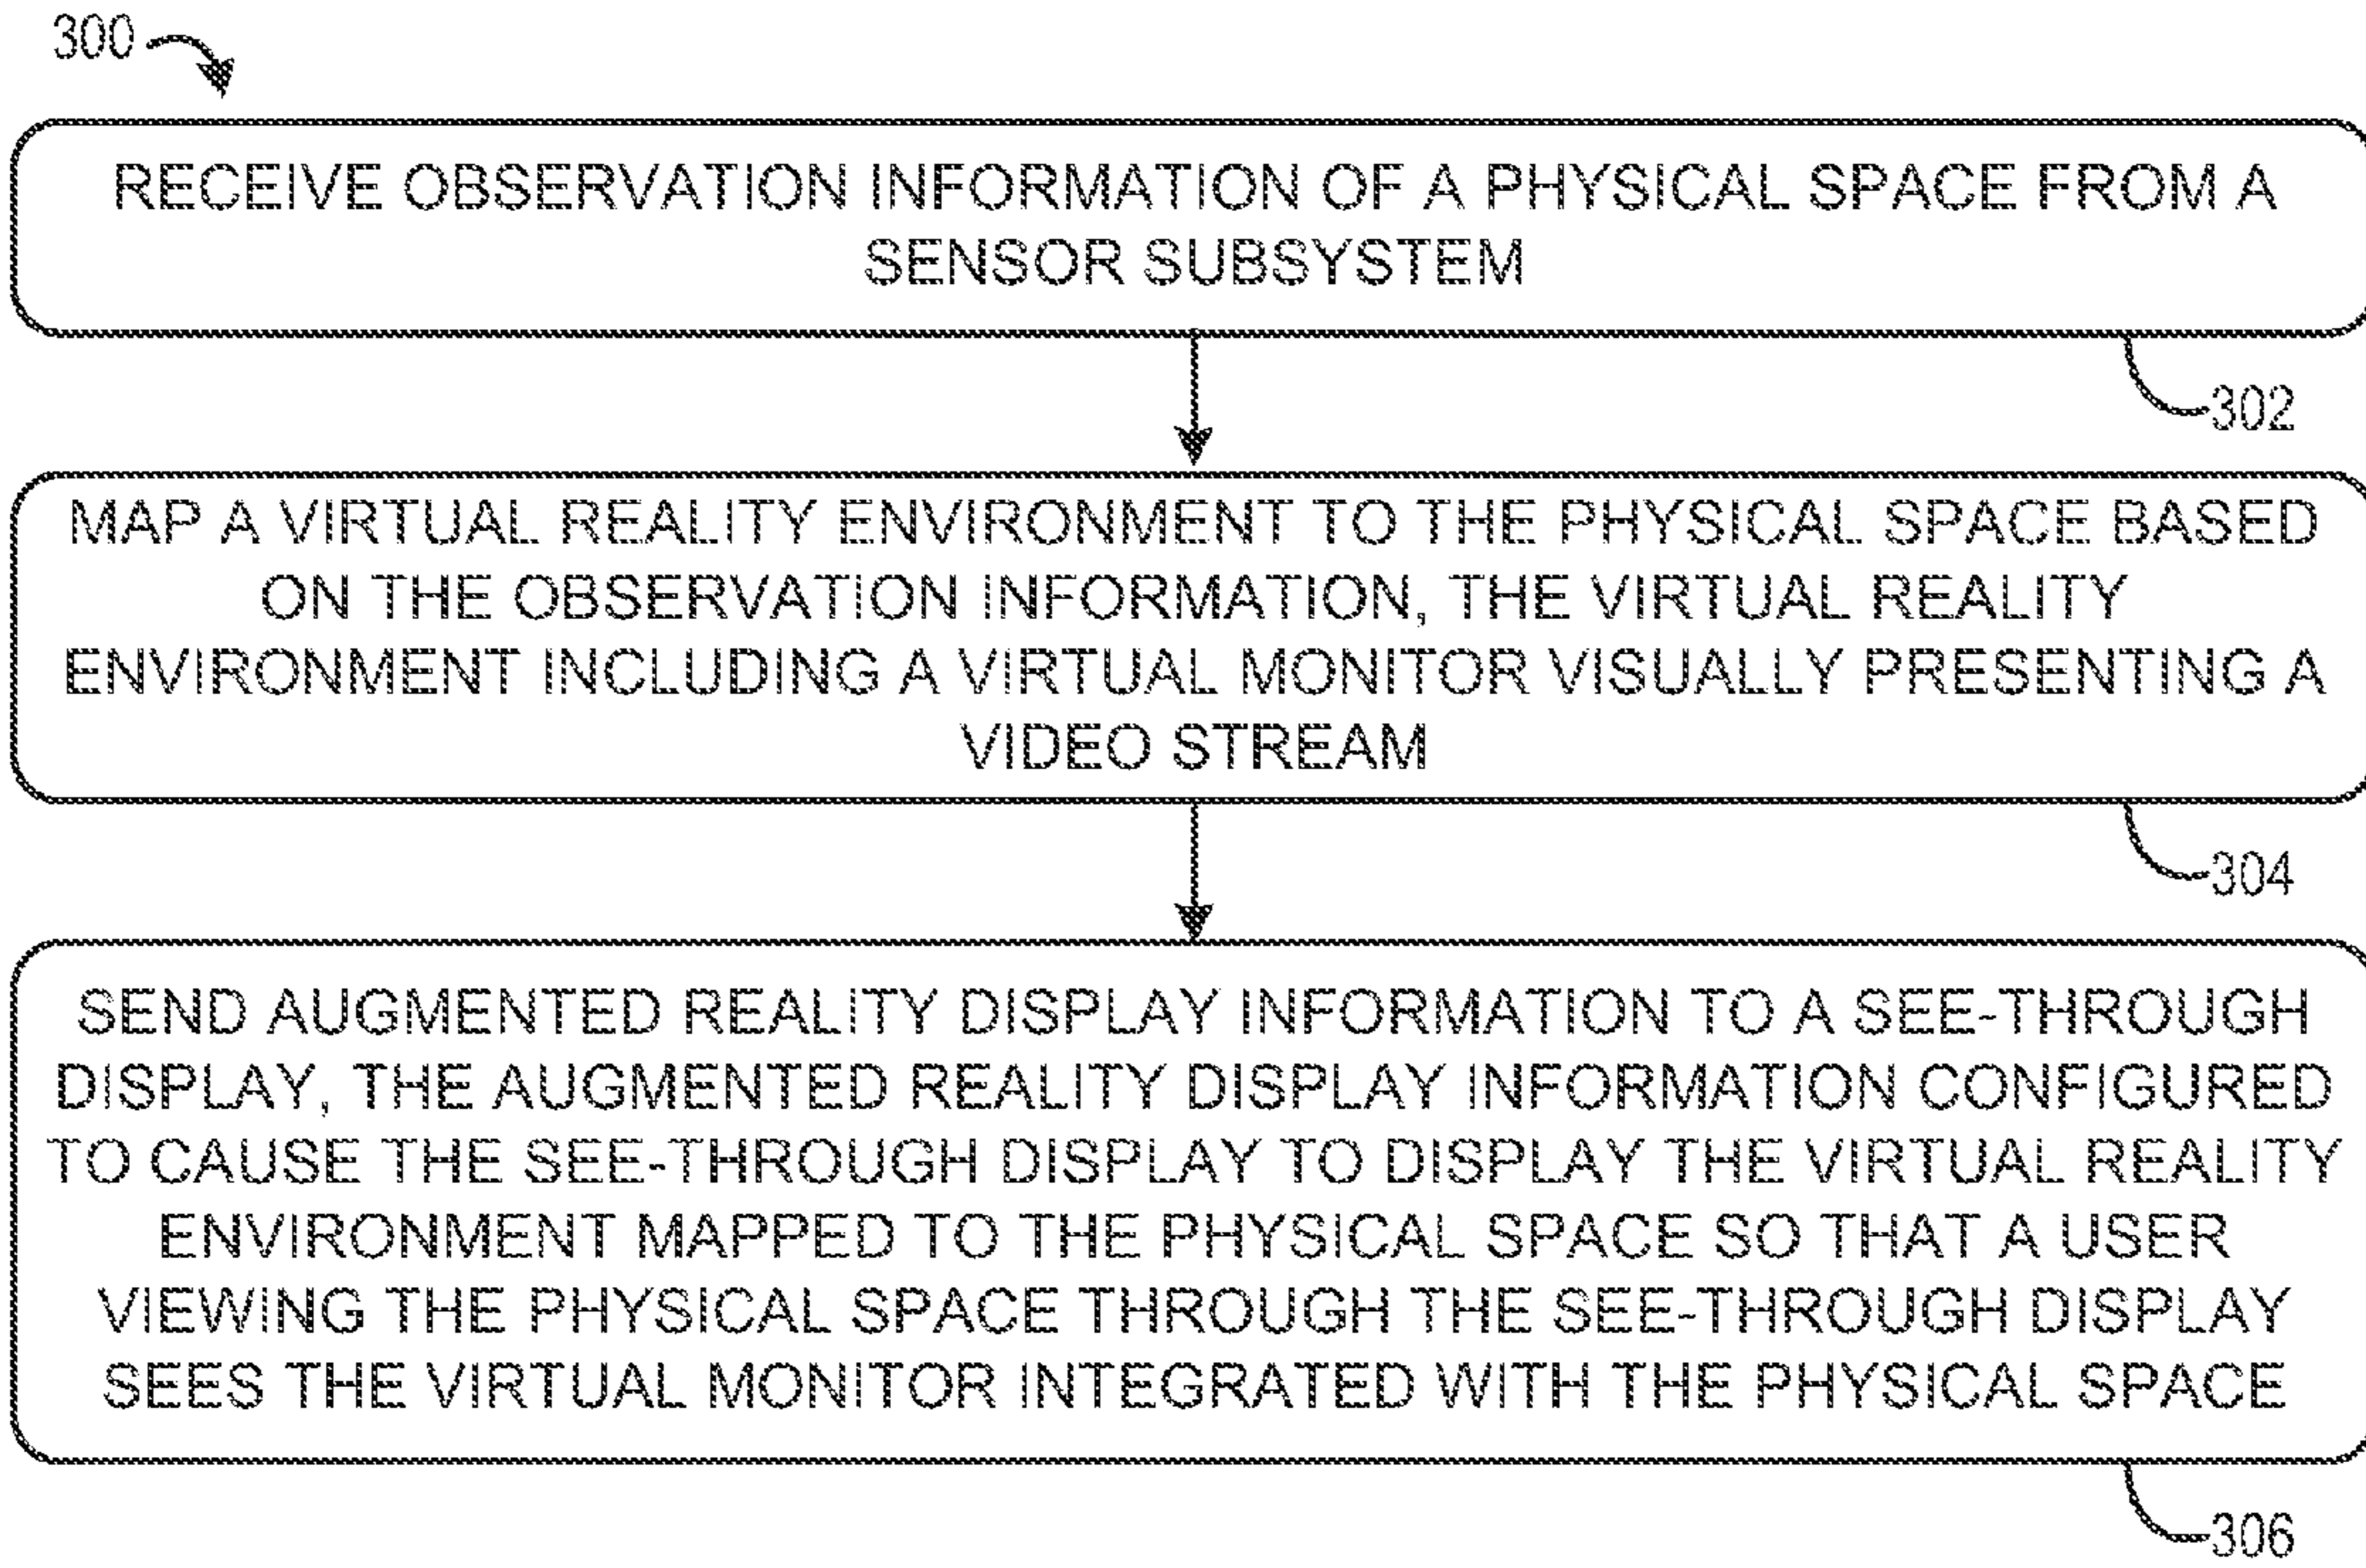 300
RECEIVE OBSERVATION INFORMATION OF A PHYSICAL SPACE FROM A
SENSOR SUBSYSTEM
302
MAP A VIRTUAL REALITY ENVIRONMENT TO THE PHYSICAL SPACE BASED
ON THE OBSERVATION INFORMATION, THE VIRTUAL REALITY
ENVIRONMENT INCLUDING A VIRTUAL MONITOR VISUALLY PRESENTING A
VIDEO STREAM
304
SEND AUGMENTED REALITY DISPLAY INFORMATION TO A SEE-THROUGH
DISPLAY, THE AUGMENTED REALITY DISPLAY INFORMATION CONFIGURED
TO CAUSE THE SEE-THROUGH DISPLAY TO DISPLAY THE VIRTUAL REALITY
ENVIRONMENT MAPPED TO THE PHYSICAL SPACE SO THAT A USER
VIEWING THE PHYSICAL SPACE THROUGH THE SEE-THROUGH DISPLAY
SEES THE VIRTUAL MONITOR INTEGRATED WITH THE PHYSICAL SPACE
306